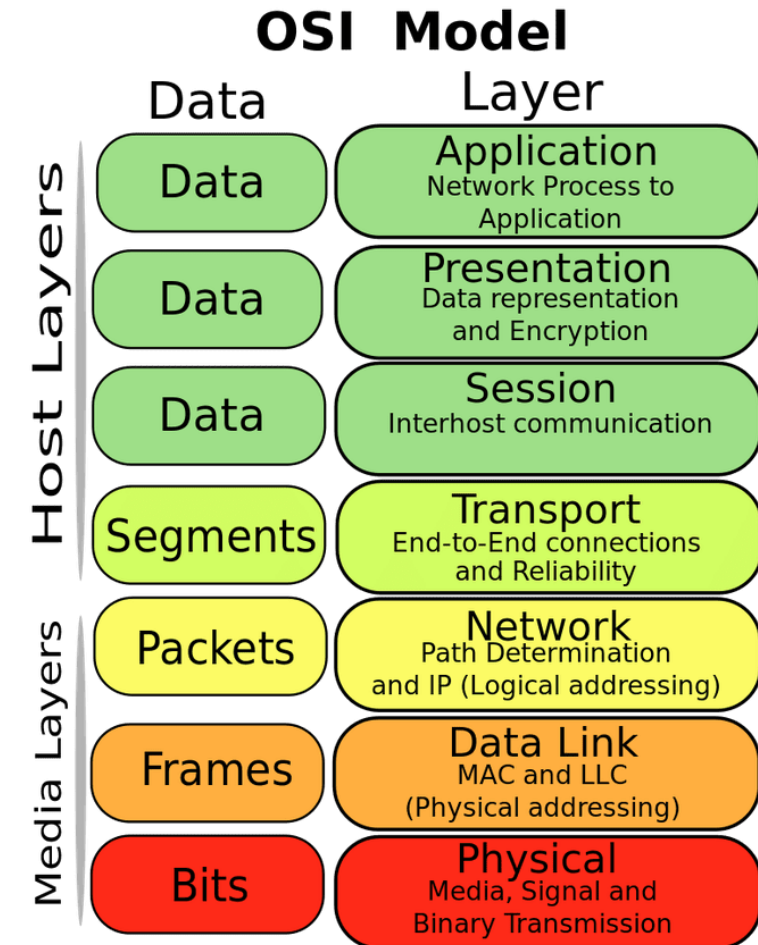 OSI Model
Data
Layer
Host Layers
Data
Application
Network Process to
Application
Data
Presentation
Data representation
and Encryption
Data
Session
Interhost communication
Segments
Transport
End-to-End connections
and Reliability
Media Layers
Packets
Network
Path Determination
and IP (Logical addressing)
Frames
Data Link
MAC and LLC
(Physical addressing)
Bits
Physical
Media, Signal and
Binary Transmission